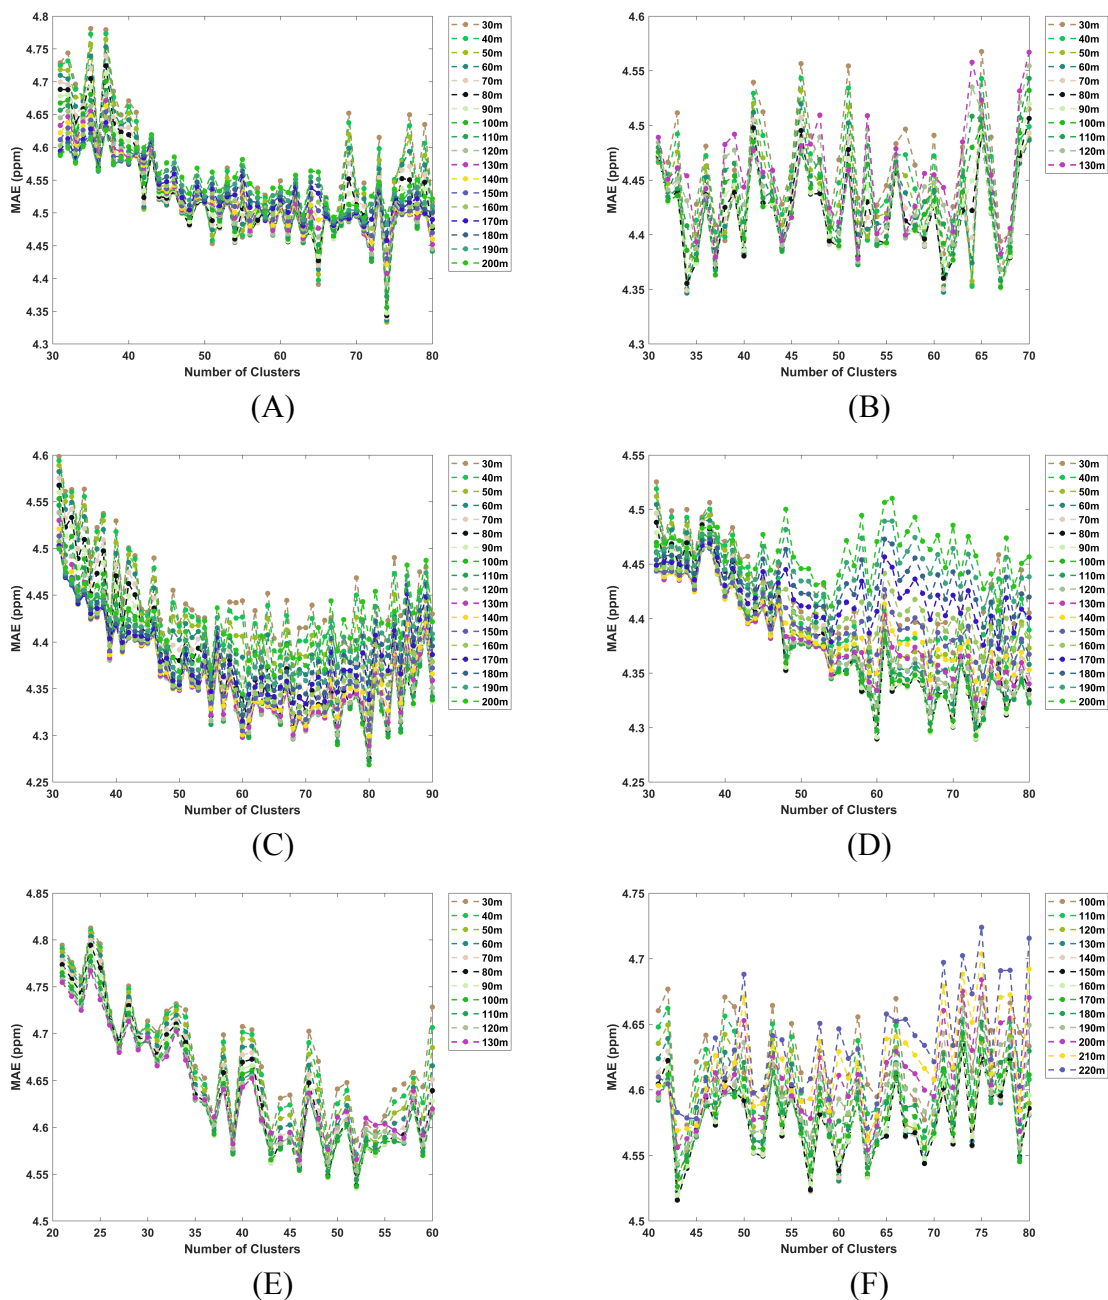 4.8
4.75
4.7
4.65
4.6
4.55
4.5
4.45
4.4
4.35
4.3
MAE (ppm)
30 40 50 60 70 80
Number of Clusters
30m
40m
50m
60m
70m
80m
90m
100m
110m
120m
130m
140m
150m
160m
170m
180m
190m
200m
(A)
4.6
4.55
4.5
4.45
4.4
4.35
4.3
MAE (ppm)
30 35 40 45 50 55 60 65 70
Number of Clusters
30m
40m
50m
60m
70m
80m
90m
100m
110m
120m
130m
(B)
4.6
4.55
4.5
4.45
4.4
4.35
4.3
4.25
MAE (ppm)
30 40 50 60 70 80 90
Number of Clusters
30m
40m
50m
60m
70m
80m
90m
100m
110m
120m
130m
140m
150m
160m
170m
180m
190m
200m
(C)
4.55
4.5
4.45
4.4
4.35
4.3
4.25
MAE (ppm)
30 40 50 60 70 80
Number of Clusters
30m
40m
50m
60m
70m
80m
90m
100m
110m
120m
130m
140m
150m
160m
170m
180m
190m
200m
(D)
4.85
4.8
4.75
4.7
4.65
4.6
4.55
4.5
MAE (ppm)
20 25 30 35 40 45 50 55 60
Number of Clusters
30m
40m
50m
60m
70m
80m
90m
100m
110m
120m
130m
(E)
4.75
4.7
4.65
4.6
4.55
4.5
MAE (ppm)
40 45 50 55 60 65 70 75 80
Number of Clusters
100m
110m
120m
130m
140m
150m
160m
170m
180m
190m
200m
210m
220m
(F)